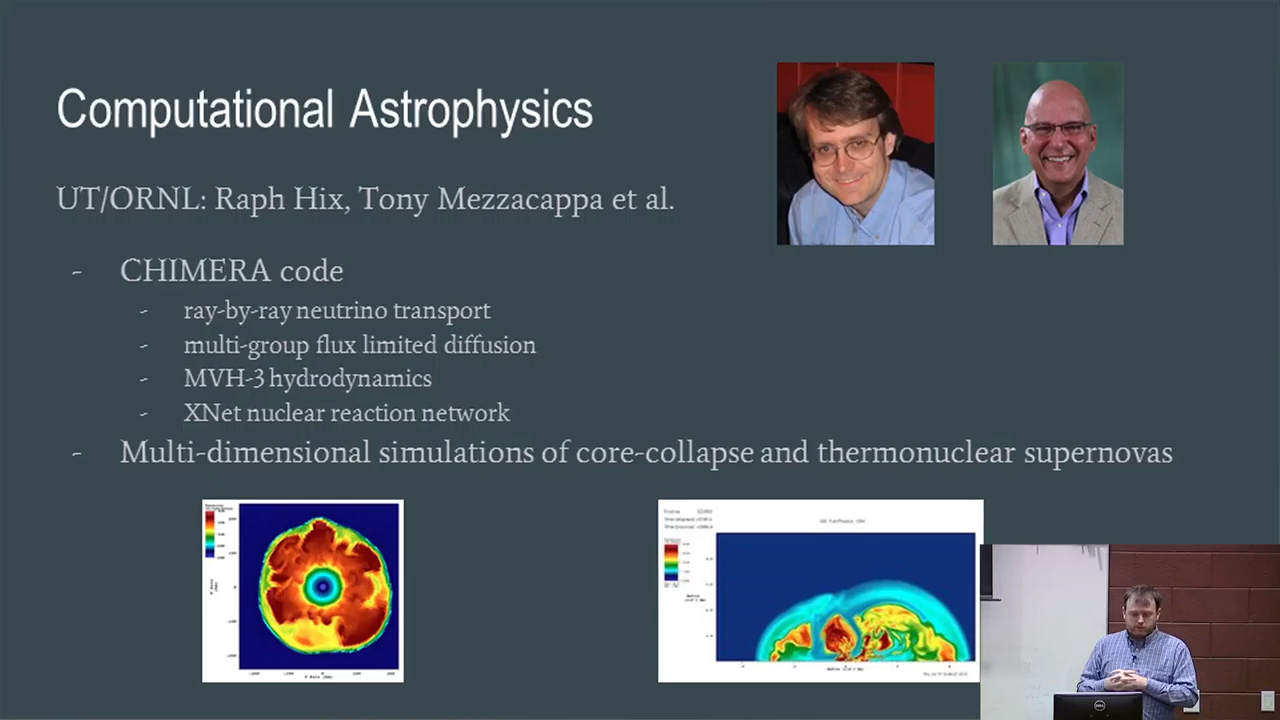 Computational Astrophysics
UT/ORNL: Raph Hix, Tony Mezzacappa et al.
- CHIMERA code
- ray-by-ray neutrino transport
- multi-group flux limited diffusion
- MVH-3 hydrodynamics
- XNet nuclear reaction network
- Multi-dimensional simulations of core-collapse and thermonuclear supernovas
DELL